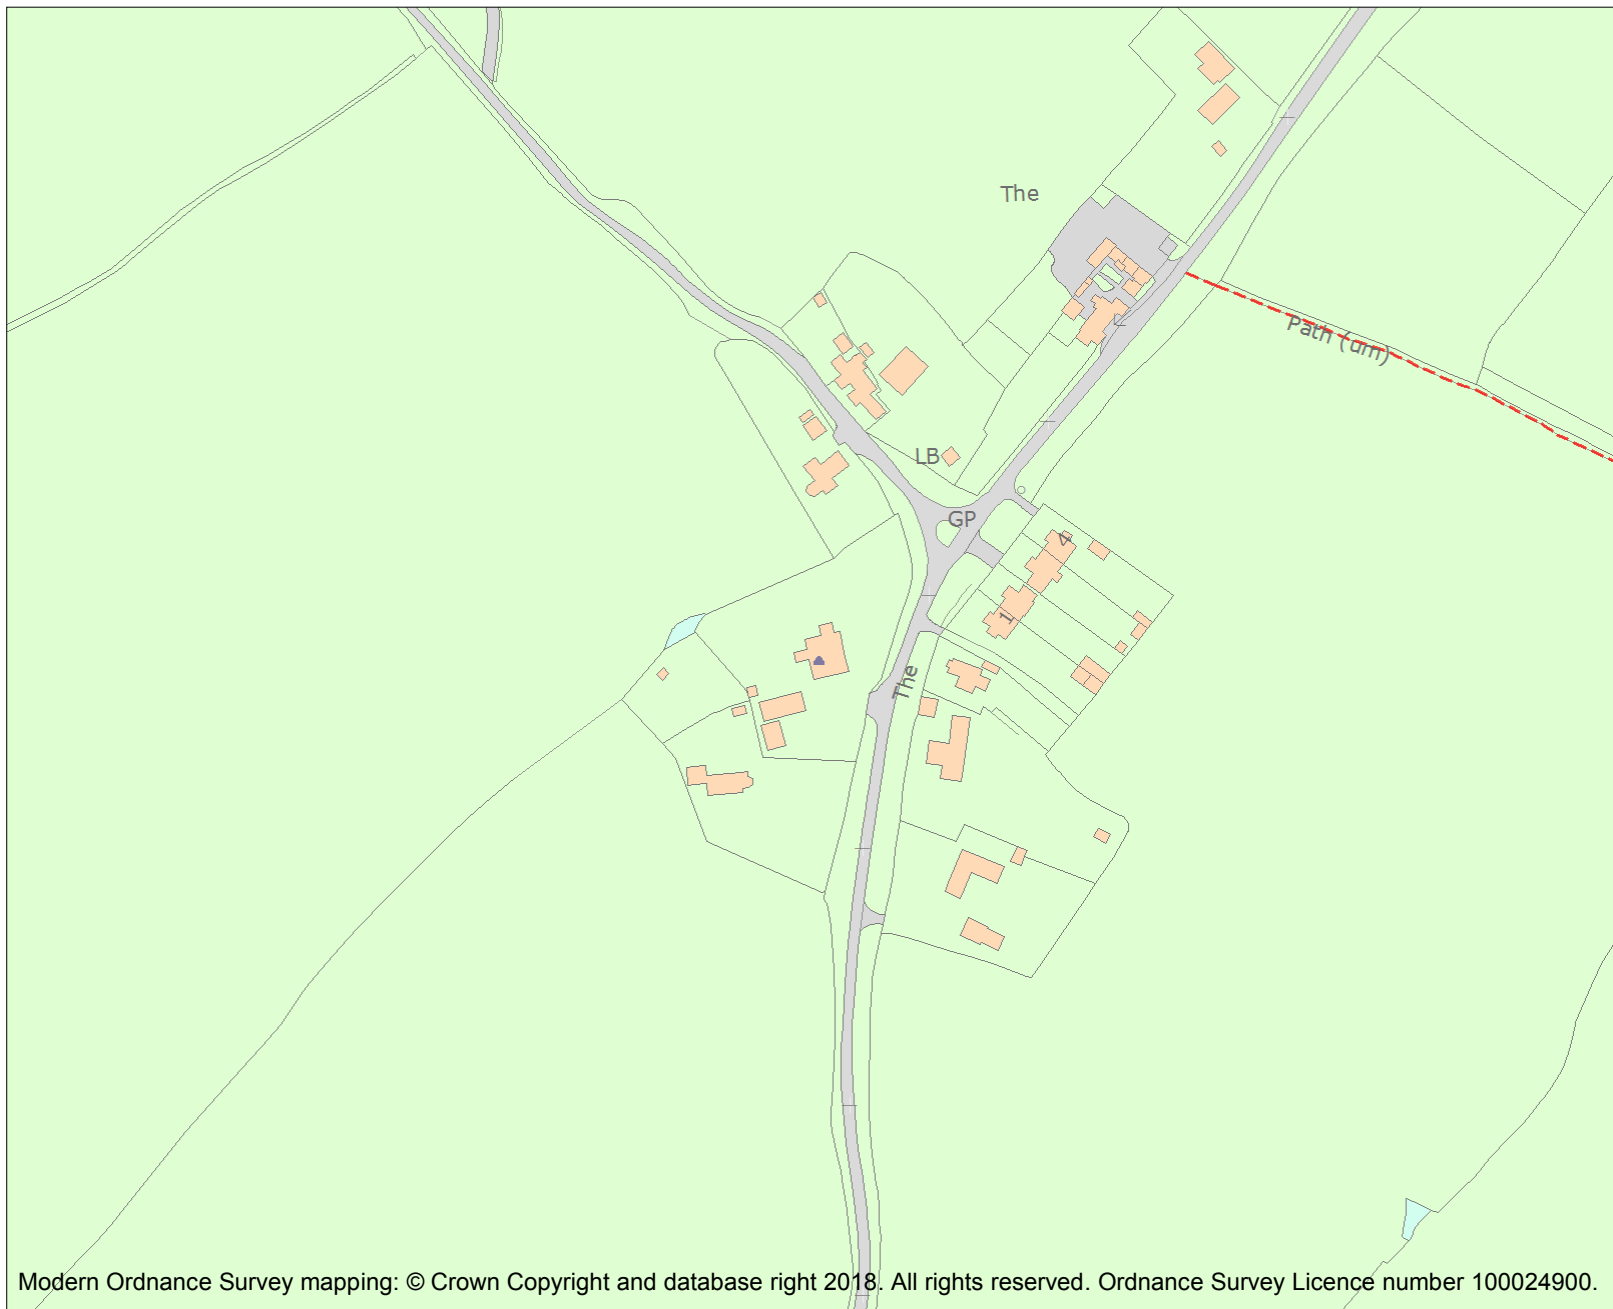 The
Path (um)
LB
GP
4
1
The
Modern Ordnance Survey mapping: © Crown Copyright and database right 2018. All rights reserved. Ordnance Survey Licence number 100024900.